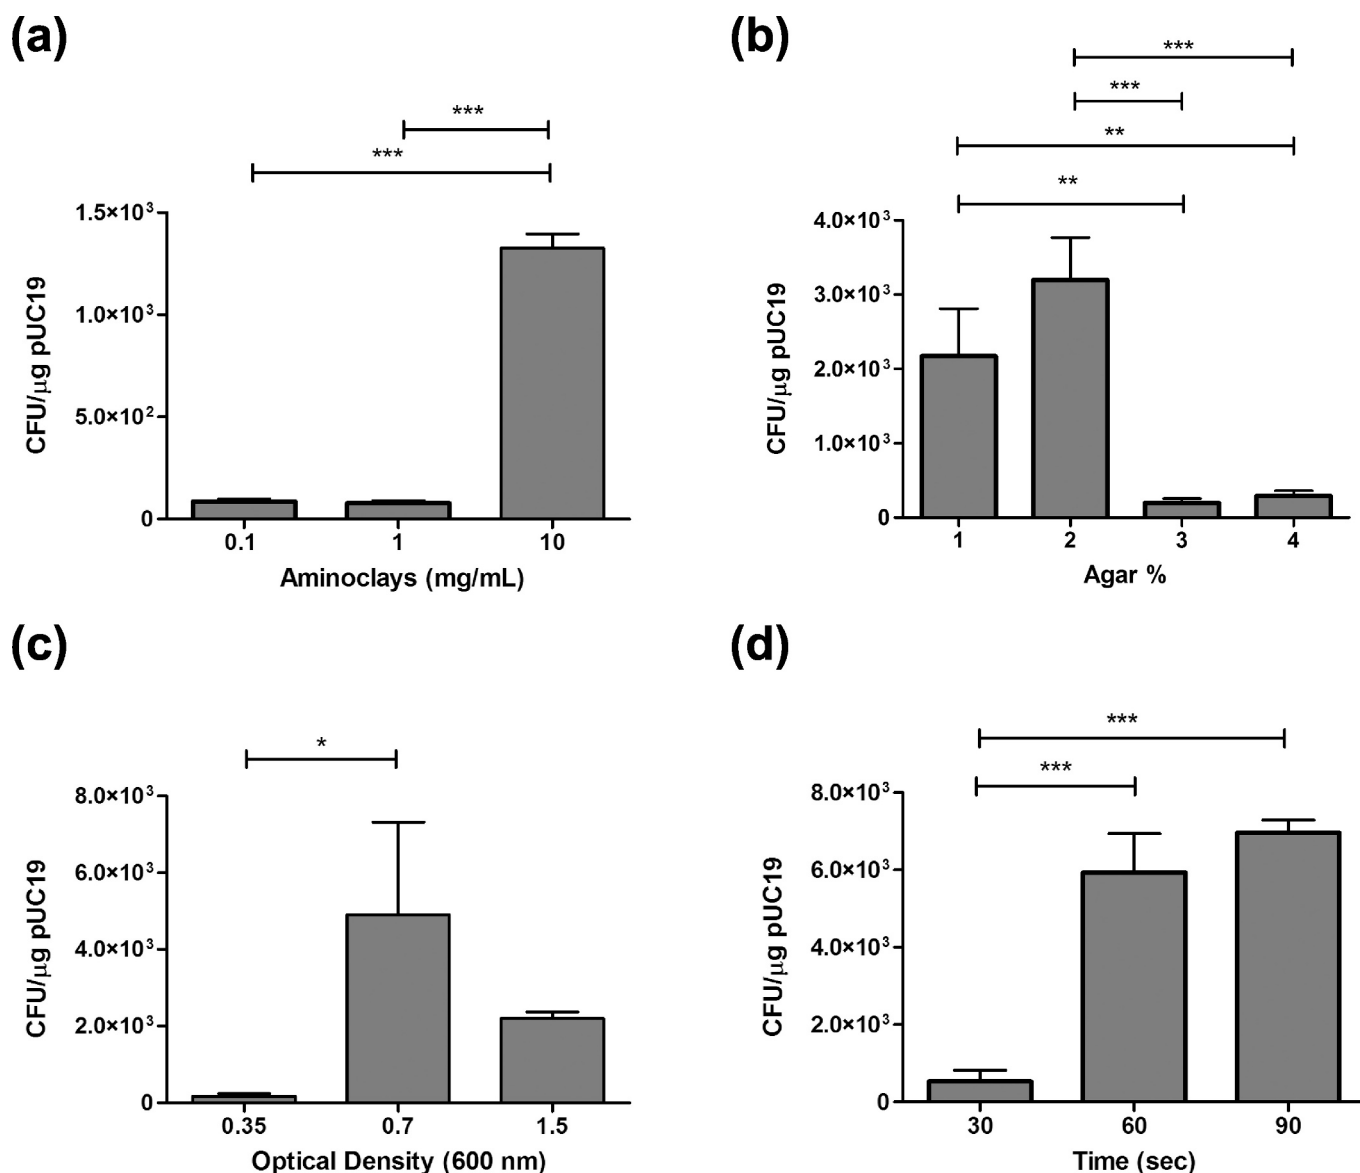 (a)
***
***
1.5×10³
1.0×10³
5.0×10²
0
CFU/µg pUC19
0.1 1 10
Aminoclays (mg/mL)
(b)
***
***
**
**
4.0×10³
3.0×10³
2.0×10³
1.0×10³
0
CFU/µg pUC19
1 2 3 4
Agar %
(c)
*
8.0×10³
6.0×10³
4.0×10³
2.0×10³
0
CFU/µg pUC19
0.35 0.7 1.5
Optical Density (600 nm)
(d)
***
***
8.0×10³
6.0×10³
4.0×10³
2.0×10³
0
CFU/µg pUC19
30 60 90
Time (sec)